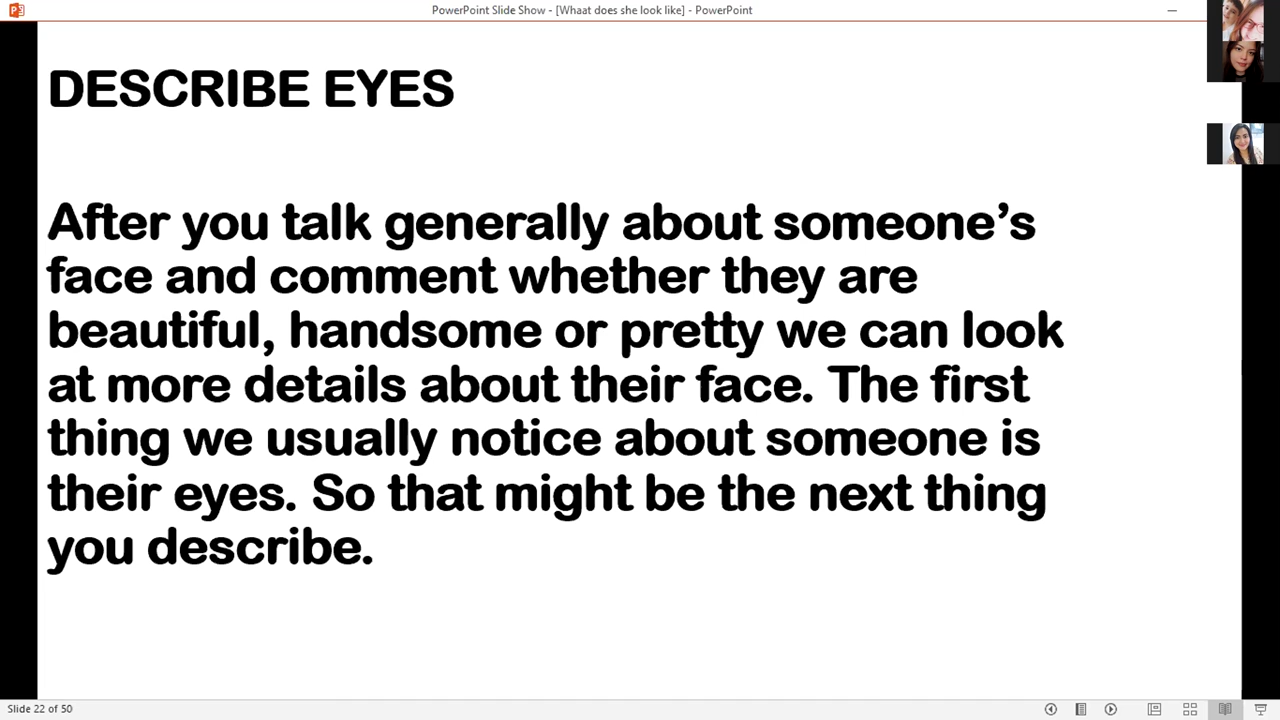 PowerPoint Slide Show - [Whaat does she look like] - PowerPoint
DESCRIBE EYES
After you talk generally about someone’s
face and comment whether they are
beautiful, handsome or pretty we can look
at more details about their face. The first
thing we usually notice about someone is
their eyes. So that might be the next thing
you describe.
Slide 22 of 50